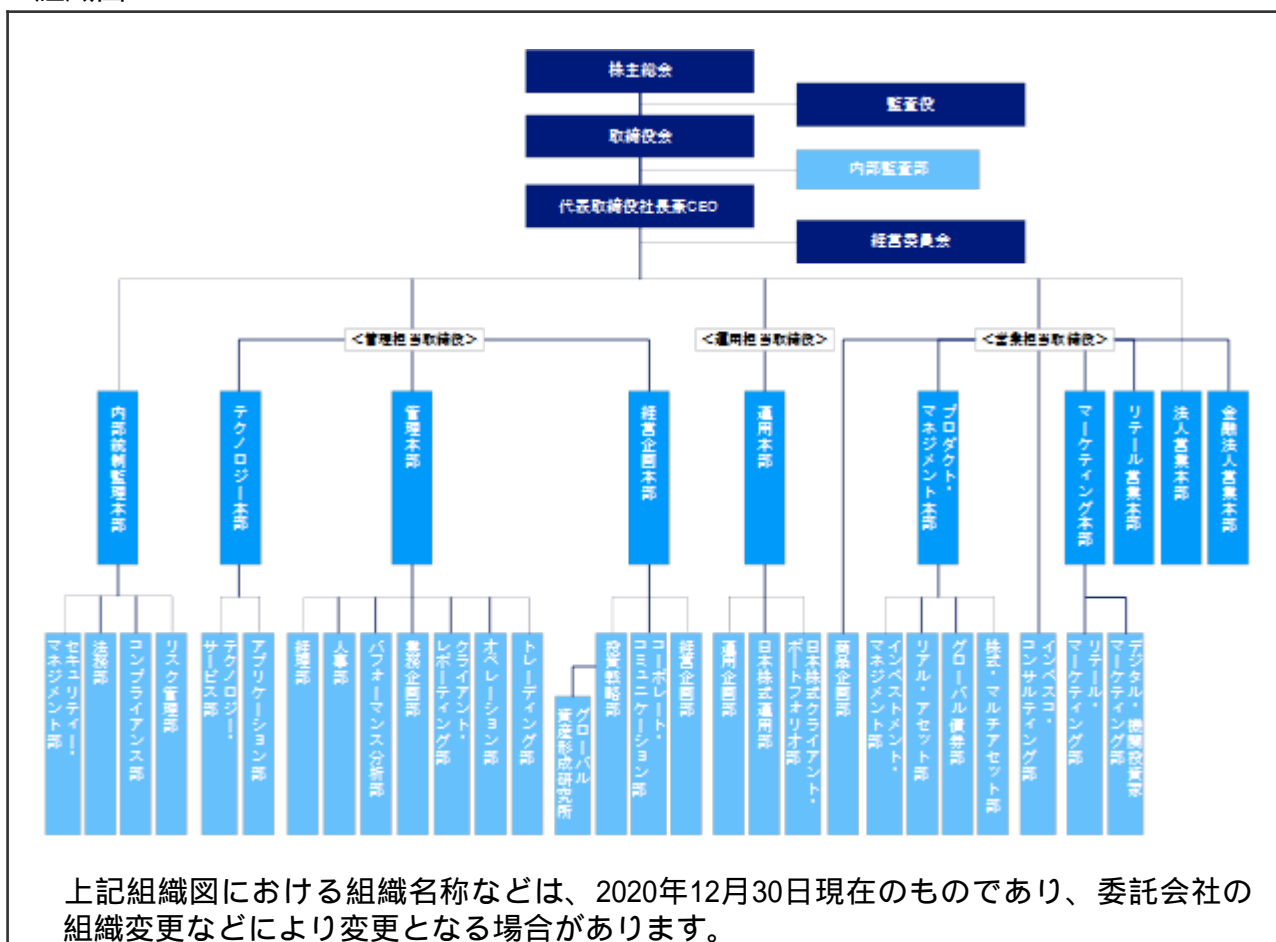 株主総会
監査役
取締役会
内部監査部
代表取締役社長兼CEO
経営委員会
＜管理担当取締役＞
＜運用担当取締役＞
＜営業担当取締役＞
内部統制監理本部
テクノロジー本部
管理本部
経営企画本部
運用本部
プロダクト・
マネジメント本部
マーケティング本部
リテール営業本部
法人営業本部
金融法人営業本部
セキュリティー・
マネジメント部
法務部
コンプライアンス部
リスク管理部
テクノロジー・
サービス部
アプリケーション部
経理部
人事部
パフォーマンス分析部
業務企画部
クライアント・
レポーティング部
オペレーション部
トレーディング部
グローバル
資産形成研究所
投資戦略部
コーポレート・
コミュニケーション部
経営企画部
運用企画部
日本株式運用部
日本株式クライアント・
ポートフォリオ部
商品企画部
インベストメント・
マネジメント部
リアル・アセット部
グローバル債券部
株式・マルチアセット部
インベスコ・
コンサルティング部
リテール・
マーケティング部
デジタル・機関投資家
マーケティング部
上記組織図における組織名称などは、2020年12月30日現在のものであり、委託会社の
組織変更などにより変更となる場合があります。